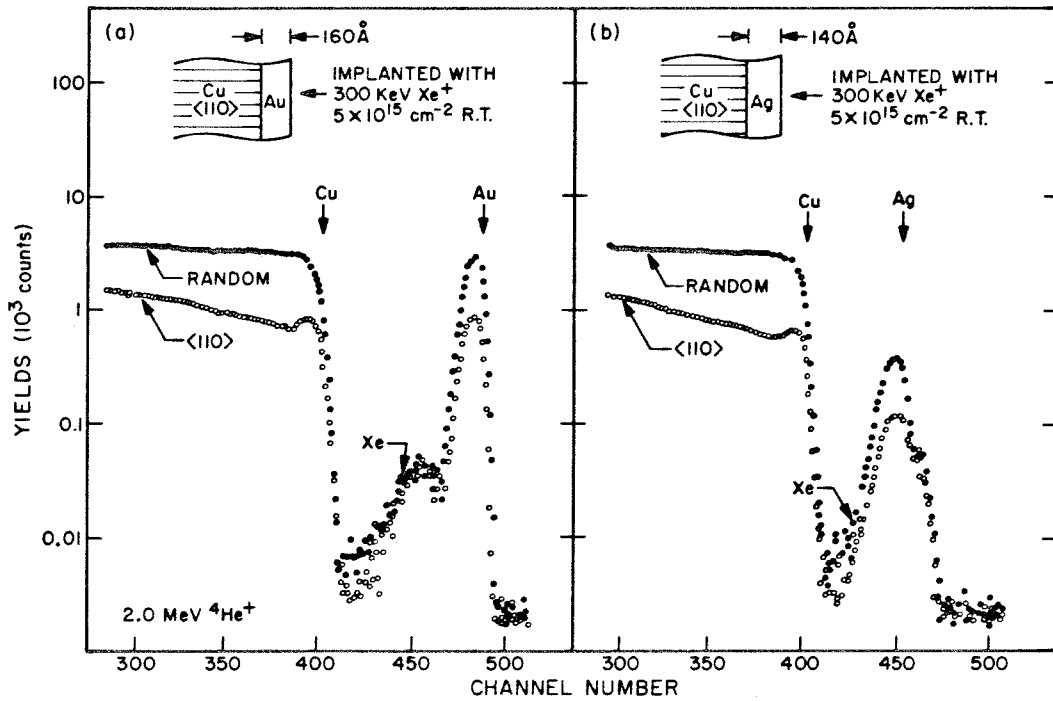 (a)
160Å
Cu
<110>
Au
IMPLANTED WITH
300 KeV Xe+
5 x 10^15 cm^-2 R.T.
Cu
Au
RANDOM
<110>
Xe
2.0 MeV 4He+
(b)
140Å
Cu
<110>
Ag
IMPLANTED WITH
300 KeV Xe+
5 x 10^15 cm^-2 R.T.
Cu
Ag
RANDOM
<110>
Xe
YIELDS (10^3 counts)
100
10
1
0.1
0.01
300
400
450
500
300
400
450
500
CHANNEL NUMBER